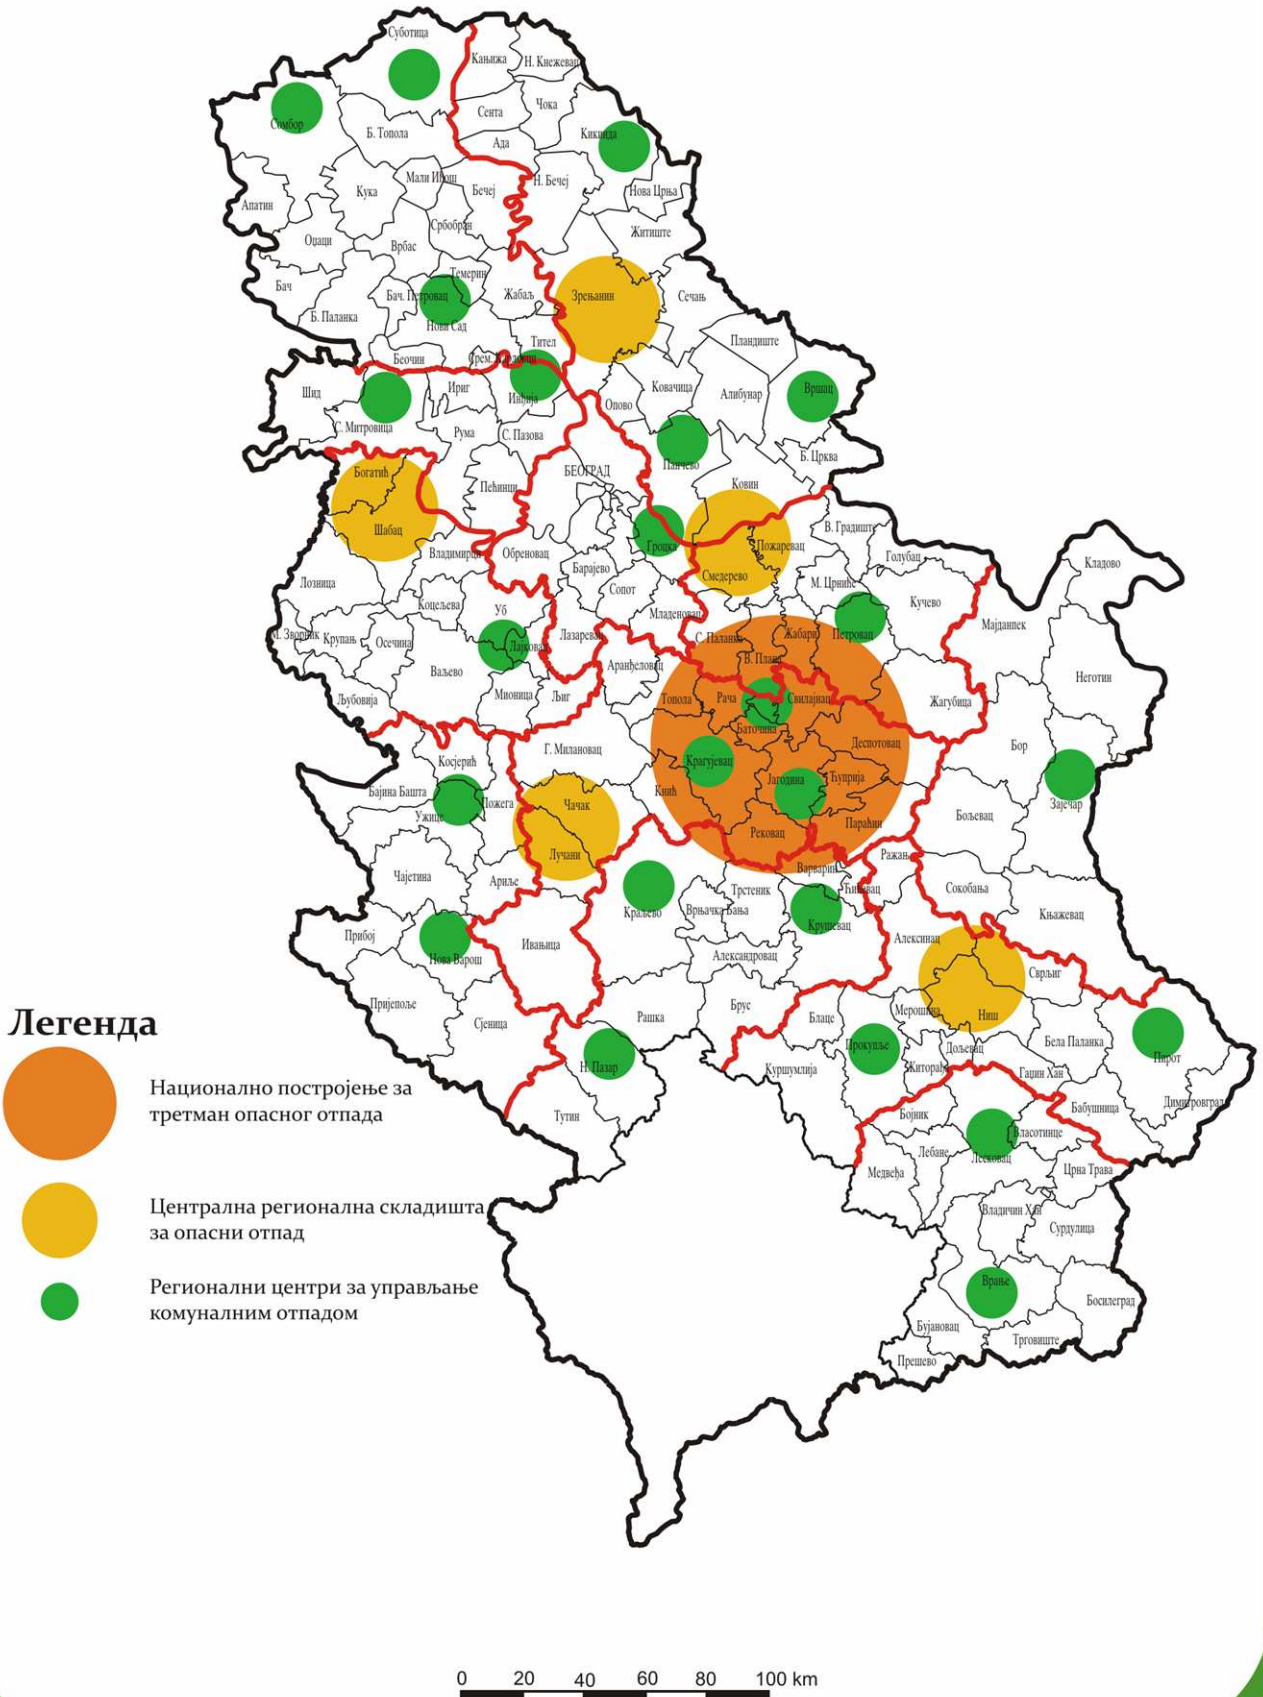 Суботица
Кањижа
Н. Кнежевац
Сента
Чока
Сомбор
Б. Топола
Ада
Кикинда
Мали Иђош
Бечеј
Н. Бечеј
Нова Црња
Кула
Апатин
Србобран
Житиште
Оџаци
Врбас
Темерин
Бач
Бач. Петровац
Жабаљ
Зрењанин
Сечањ
Б. Паланка
Нови Сад
Тител
Пландиште
Беочин
Срем. Карловци
Шид
Ириг
Инђија
Ковачица
Алибунар
Вршац
Опово
С. Митровица
Рума
С. Пазова
Панчево
Б. Црква
Богатић
БЕОГРАД
Пећинци
Ковин
Шабац
Владимирци
Обреновац
Гроцка
Пожаревац
В. Градиште
Голубац
Кладово
Лозница
Барајево
Смедерево
М. Црниће
Коцељева
Уб
Сопот
Кучево
Младеновац
Мајданпек
М. Зворник
Крупањ
Осечина
Лајковац
Лазаревац
С. Паланка
Жабари
Петровац
Ваљево
Аранђеловац
В. Плана
Неготин
Љубовија
Мионица
Љиг
Топола
Рача
Свилајнац
Жагубица
Баточина
Г. Милановац
Деспотовац
Бор
Косјерић
Крагујевац
Бајина Башта
Пожега
Чачак
Кнић
Јагодина
Ћуприја
Зајечар
Ужице
Рековац
Параћин
Бољевац
Лучани
Чајетина
Ариље
Варварин
Ражањ
Трстеник
Ћићевац
Сокобања
Краљево
Врњачка Бања
Крушевац
Књажевац
Прибој
Нова Варош
Ивањица
Алексинац
Александровац
Сврљиг
Пријепоље
Сјеница
Рашка
Брус
Блаце
Мерошина
Ниш
Легенда
Прокупље
Дољевац
Бела Паланка
Пирот
Н. Пазар
Куршумлија
Житорађа
Гаџин Хан
Национално постројење за
третман опасног отпада
Тутин
Бојник
Бабушница
Димитровград
Власотинце
Лебане
Лесковац
Медвеђа
Црна Трава
Централна регионална складишта
за опасни отпад
Владичин Хан
Сурдулица
Регионални центри за управљање
комуналним отпадом
Врање
Босилеград
Бујановац
Трговиште
Прешево
0 20 40 60 80 100 km